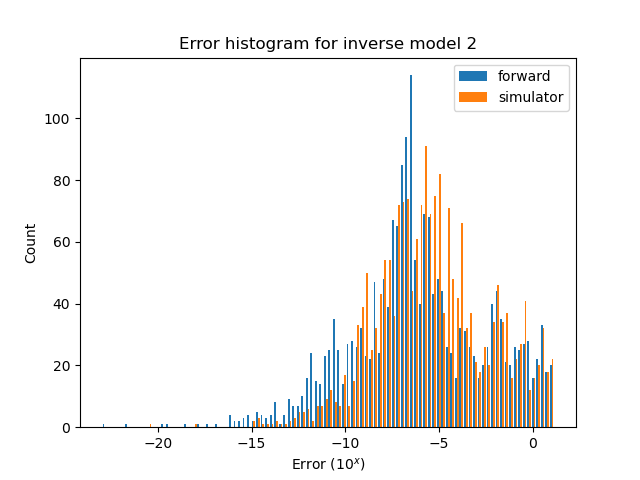 Error histogram for inverse model 2
forward
simulator
Count
100
80
60
40
20
0
−20
−15
−10
−5
0
Error (10^x)